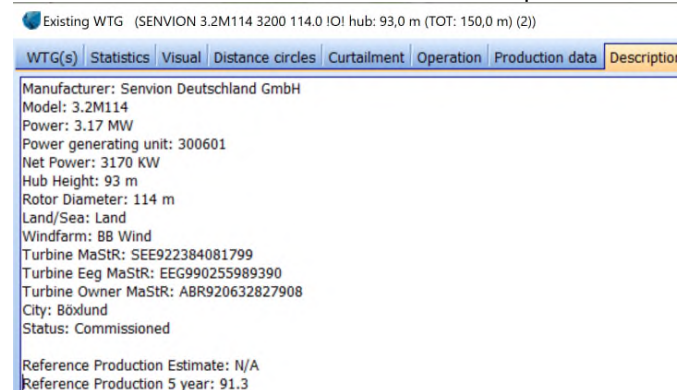 Existing WTG (SENVION 3.2M114 3200 114.0 !O! hub: 93,0 m (TOT: 150,0 m) (2))
WTG(s) Statistics Visual Distance circles Curtailment Operation Production data Description
Manufacturer: Senvion Deutschland GmbH
Model: 3.2M114
Power: 3.17 MW
Power generating unit: 300601
Net Power: 3170 KW
Hub Height: 93 m
Rotor Diameter: 114 m
Land/Sea: Land
Windfarm: BB Wind
Turbine MaStR: SEE922384081799
Turbine Eeg MaStR: EEG990255989390
Turbine Owner MaStR: ABR920632827908
City: Böxlund
Status: Commissioned
Reference Production Estimate: N/A
Reference Production 5 year: 91.3